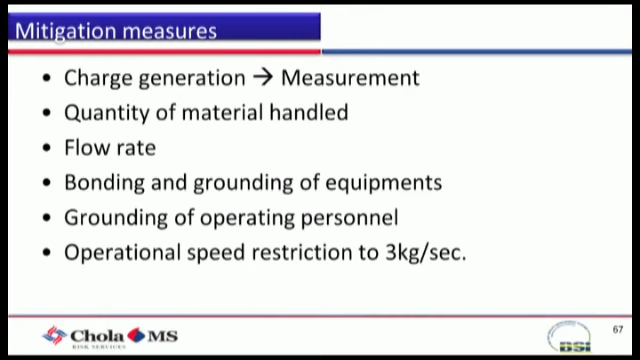 Mitigation measures
• Charge generation → Measurement
• Quantity of material handled
• Flow rate
• Bonding and grounding of equipments
• Grounding of operating personnel
• Operational speed restriction to 3kg/sec.
Chola MS
RISK SERVICES
DSI
67